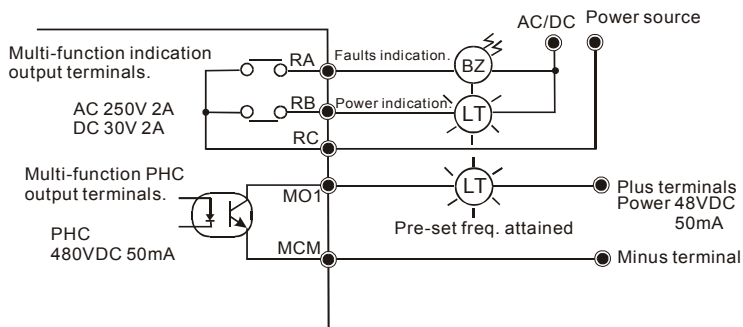 AC/DC
Power source
Multi-function indication
output terminals.
RA
Faults indication.
BZ
AC 250V 2A
DC 30V 2A
RB
Power indication.
LT
RC
Multi-function PHC
output terminals.
MO1
LT
Plus terminals
Power 48VDC
50mA
Pre-set freq. attained
PHC
480VDC 50mA
MCM
Minus terminal